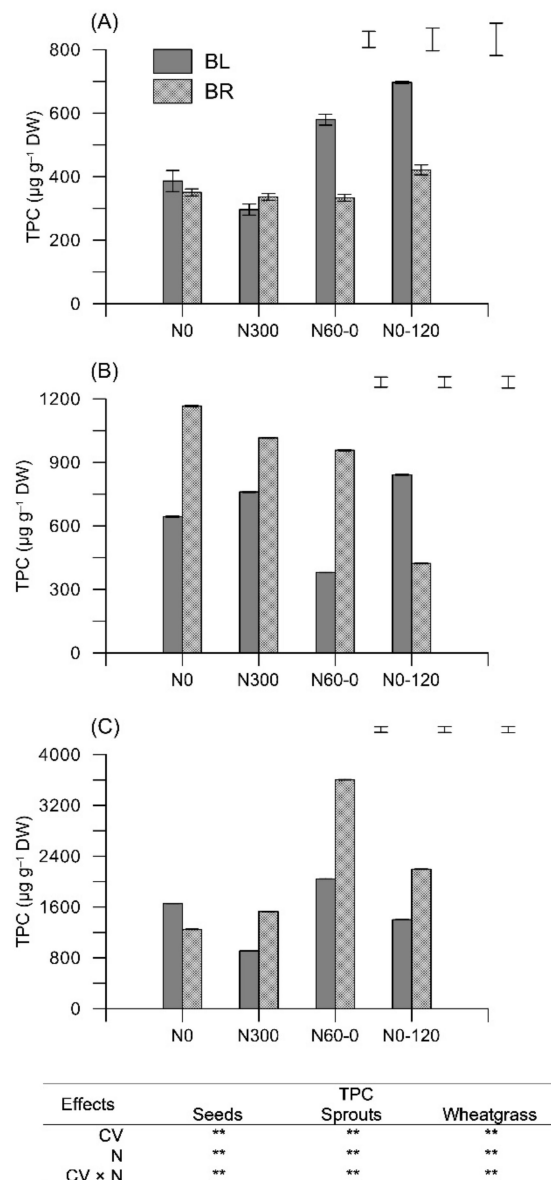 (A)
BL
BR
800
600
400
200
0
TPC (µg g⁻¹ DW)
N0 N300 N60-0 N0-120
(B)
1200
900
600
300
0
TPC (µg g⁻¹ DW)
N0 N300 N60-0 N0-120
(C)
4000
3200
2400
1600
800
0
TPC (µg g⁻¹ DW)
N0 N300 N60-0 N0-120
TPC
Effects Seeds Sprouts Wheatgrass
CV ** ** **
N ** ** **
CV × N ** ** **